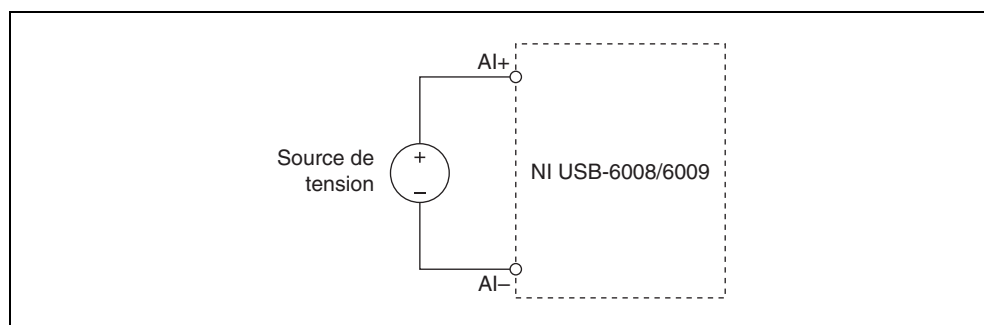 AI+
Source de
tension
+
–
NI USB-6008/6009
AI–